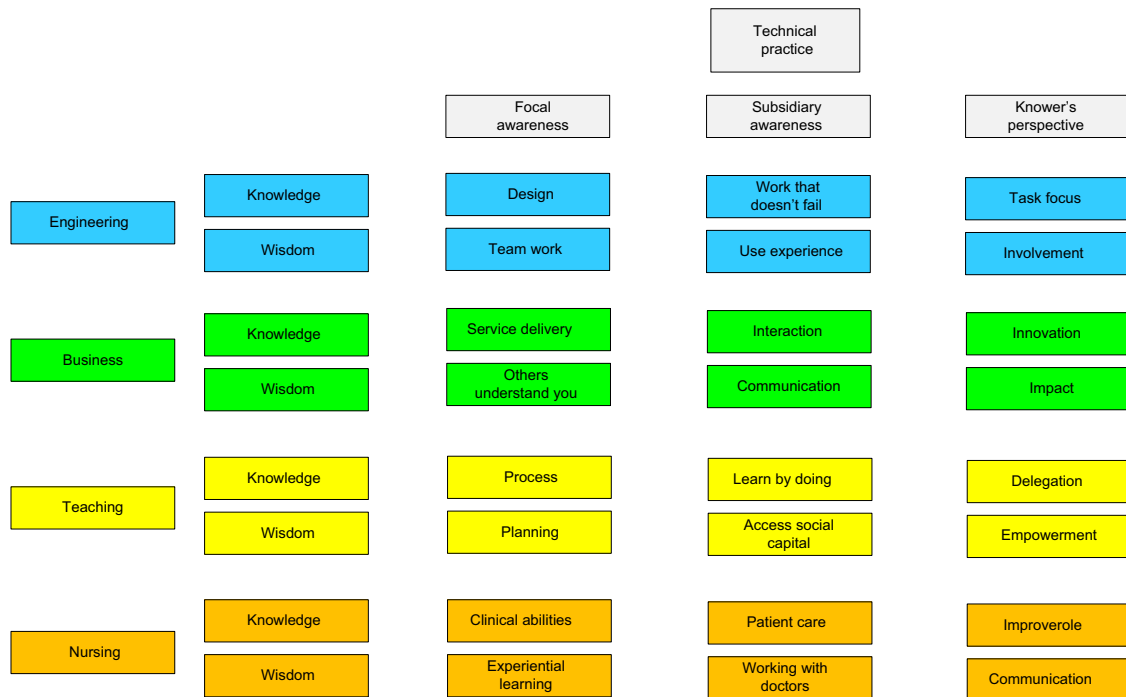 Technical
practice
Focal
awareness
Subsidiary
awareness
Knower's
perspective
Engineering
Knowledge
Design
Work that
doesn't fail
Task focus
Wisdom
Team work
Use experience
Involvement
Business
Knowledge
Service delivery
Interaction
Innovation
Wisdom
Others
understand you
Communication
Impact
Teaching
Knowledge
Process
Learn by doing
Delegation
Wisdom
Planning
Access social
capital
Empowerment
Nursing
Knowledge
Clinical abilities
Patient care
Improverole
Wisdom
Experiential
learning
Working with
doctors
Communication